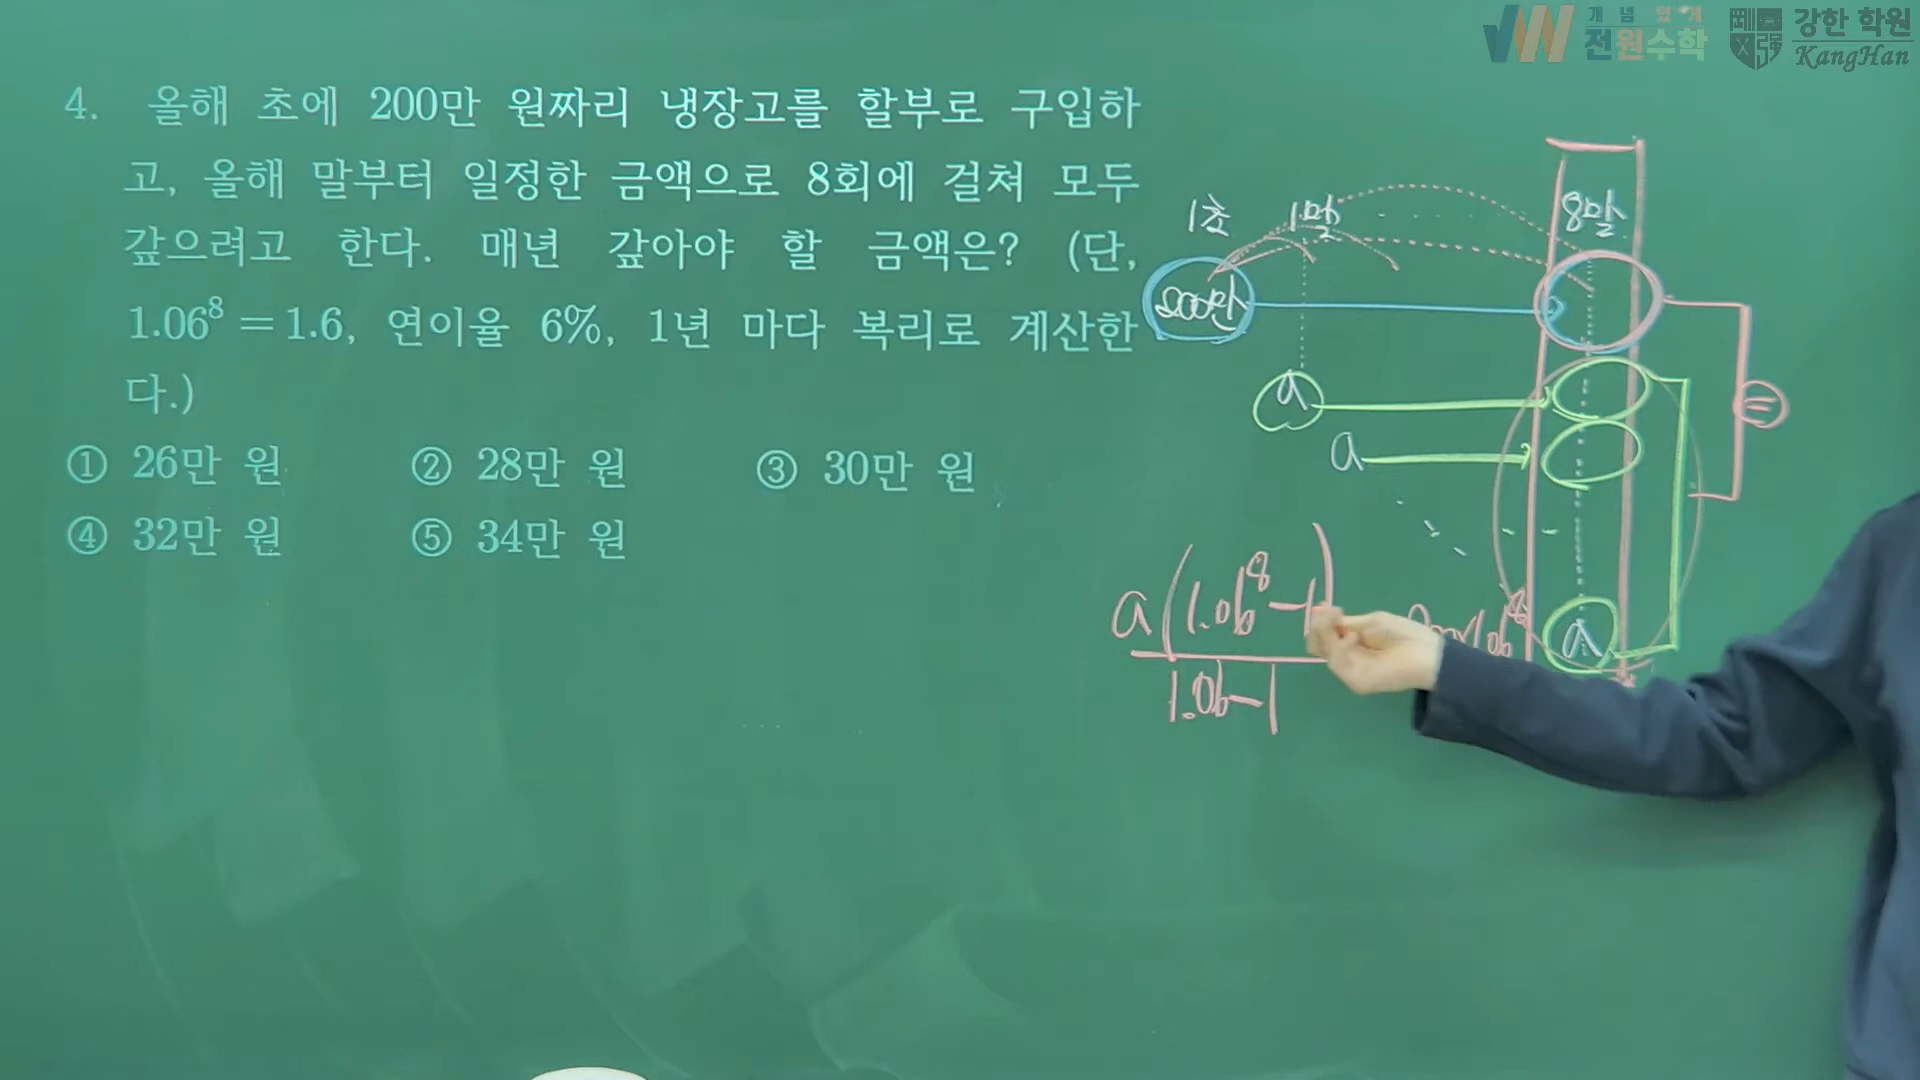 개념있게
전원수학
강한 학원
KangHan
4. 올해 초에 200만 원짜리 냉장고를 할부로 구입하
고, 올해 말부터 일정한 금액으로 8회에 걸쳐 모두
갚으려고 한다. 매년 갚아야 할 금액은? (단,
1.06⁸ = 1.6, 연이율 6%, 1년 마다 복리로 계산한
다.)
① 26만 원 ② 28만 원 ③ 30만 원
④ 32만 원 ⑤ 34만 원
1초 1말 8말
200만
a
a
a
=
a(1.06⁸-1)
1.06-1